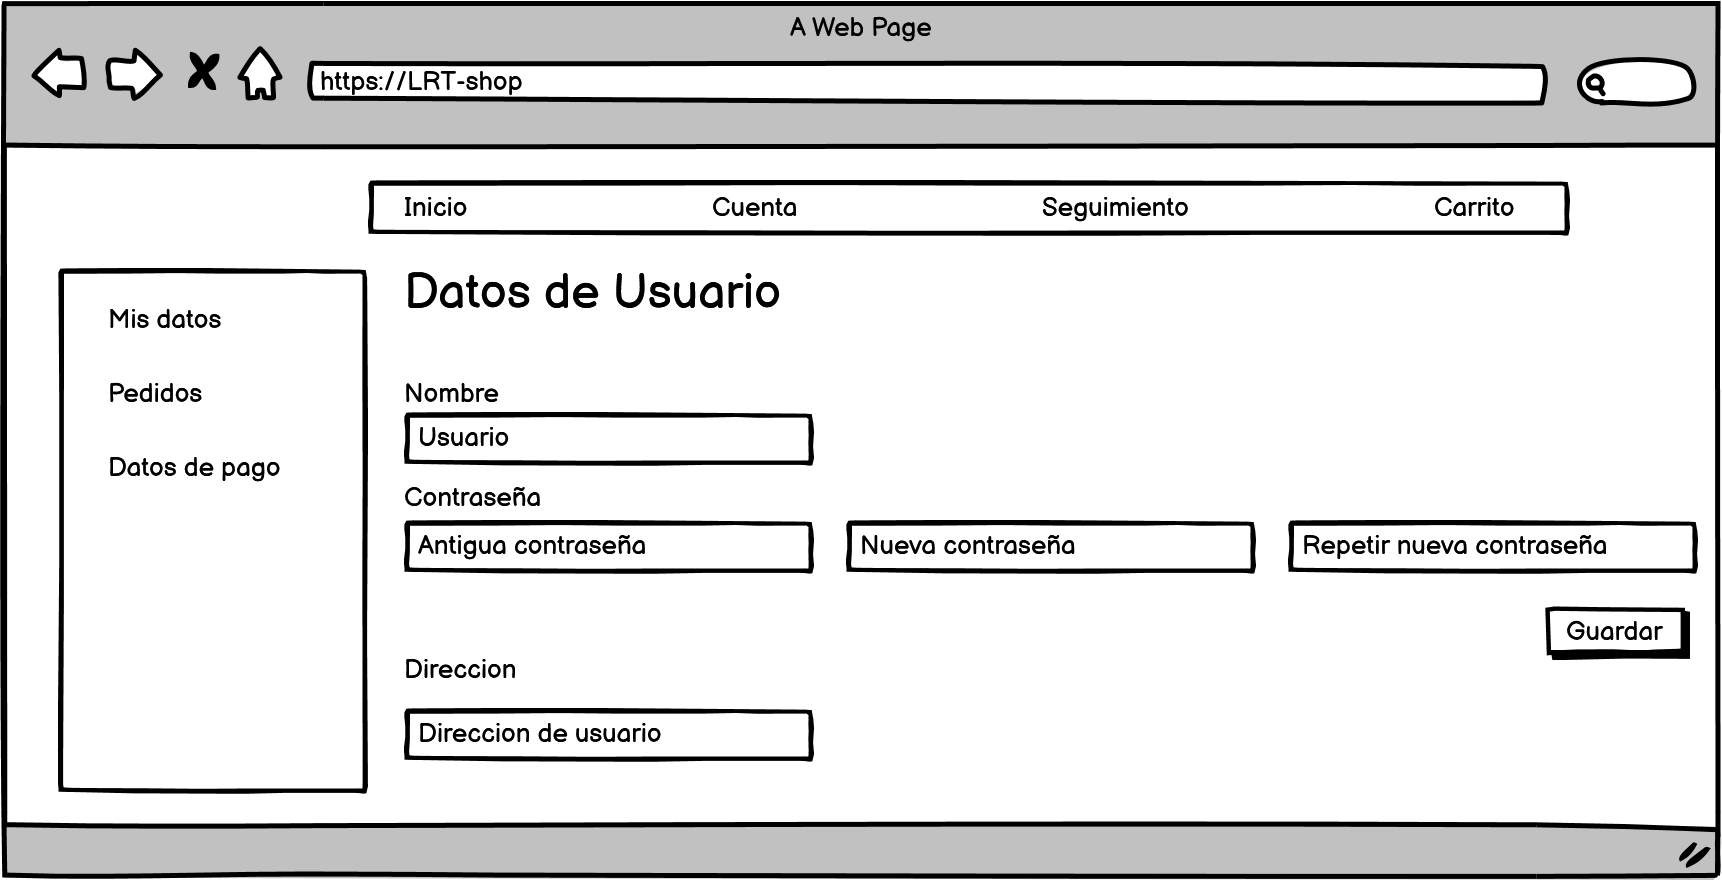 A Web Page
https://LRT-shop
Inicio Cuenta Seguimiento Carrito
Datos de Usuario
Mis datos
Pedidos
Datos de pago
Nombre
Usuario
Contraseña
Antigua contraseña Nueva contraseña Repetir nueva contraseña
Guardar
Direccion
Direccion de usuario